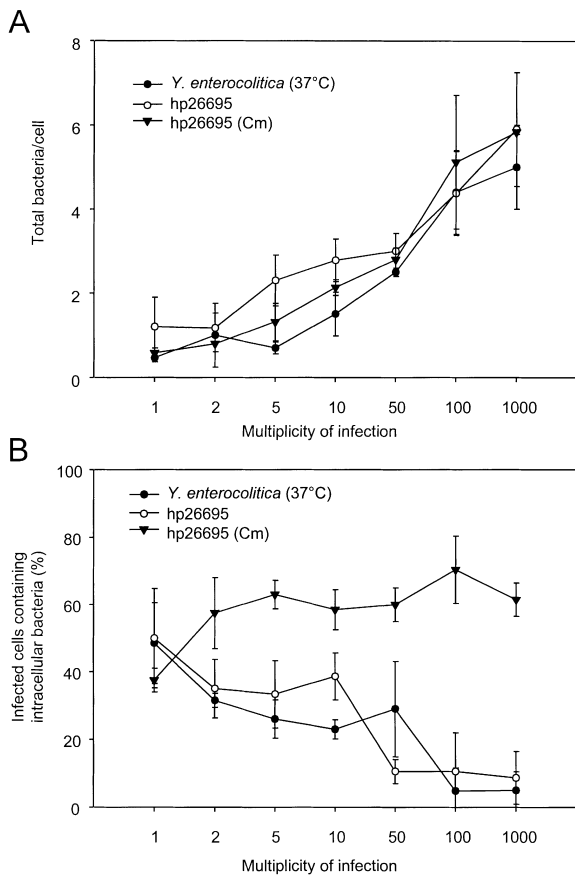 A
8
6
4
2
0
Total bacteria/cell
Y. enterocolitica (37°C)
hp26695
hp26695 (Cm)
1 2 5 10 50 100 1000
Multiplicity of infection
B
100
80
60
40
20
0
Infected cells containing
intracellular bacteria (%)
Y. enterocolitica (37°C)
hp26695
hp26695 (Cm)
1 2 5 10 50 100 1000
Multiplicity of infection